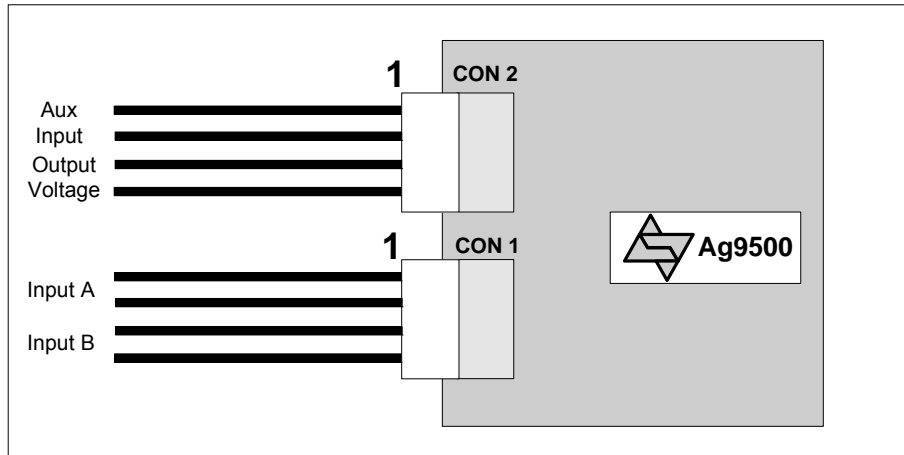 1
CON 2
Aux
Input
Output
Voltage
1
CON 1
Input A
Input B
Ag9500